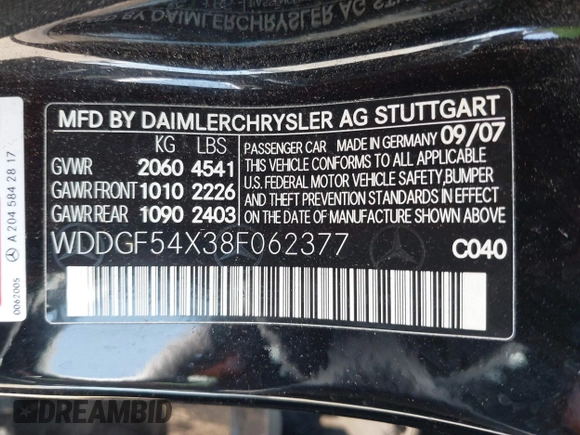 MFD BY DAIMLERCHRYSLER AG STUTTGART
KG LBS
GVWR 2060 4541
GAWR FRONT 1010 2226
GAWR REAR 1090 2403
PASSENGER CAR MADE IN GERMANY 09/07
THIS VEHICLE CONFORMS TO ALL APPLICABLE
U.S. FEDERAL MOTOR VEHICLE SAFETY,BUMPER
AND THEFT PREVENTION STANDARDS IN EFFECT
ON THE DATE OF MANUFACTURE SHOWN ABOVE.
WDDGF54X38F062377
C040
A 204 584 28 17
0062005
DREAMBID